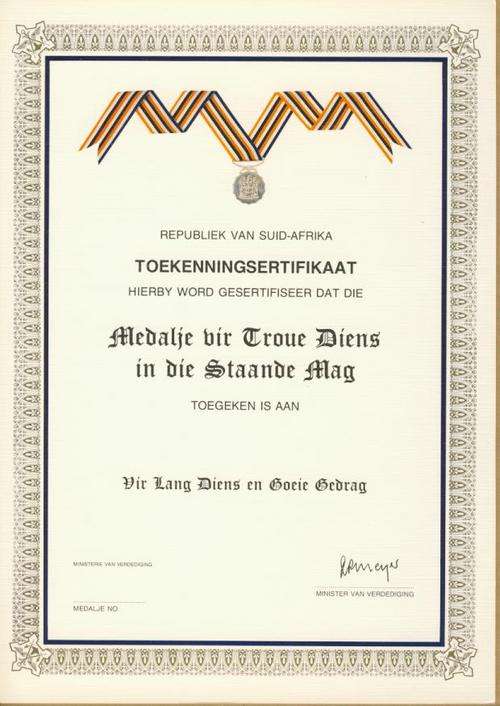 REPUBLIEK VAN SUID-AFRIKA
TOEKENNINGSERTIFIKAAT
HIERBY WORD GESERTIFISEER DAT DIE
Medalje vir Troue Diens
in die Staande Mag
TOEGEKEN IS AAN
Vir Lang Diens en Goeie Gedrag
MINISTERIE VAN VERDEDIGING
MEDALJE NO.
MINISTER VAN VERDEDIGING